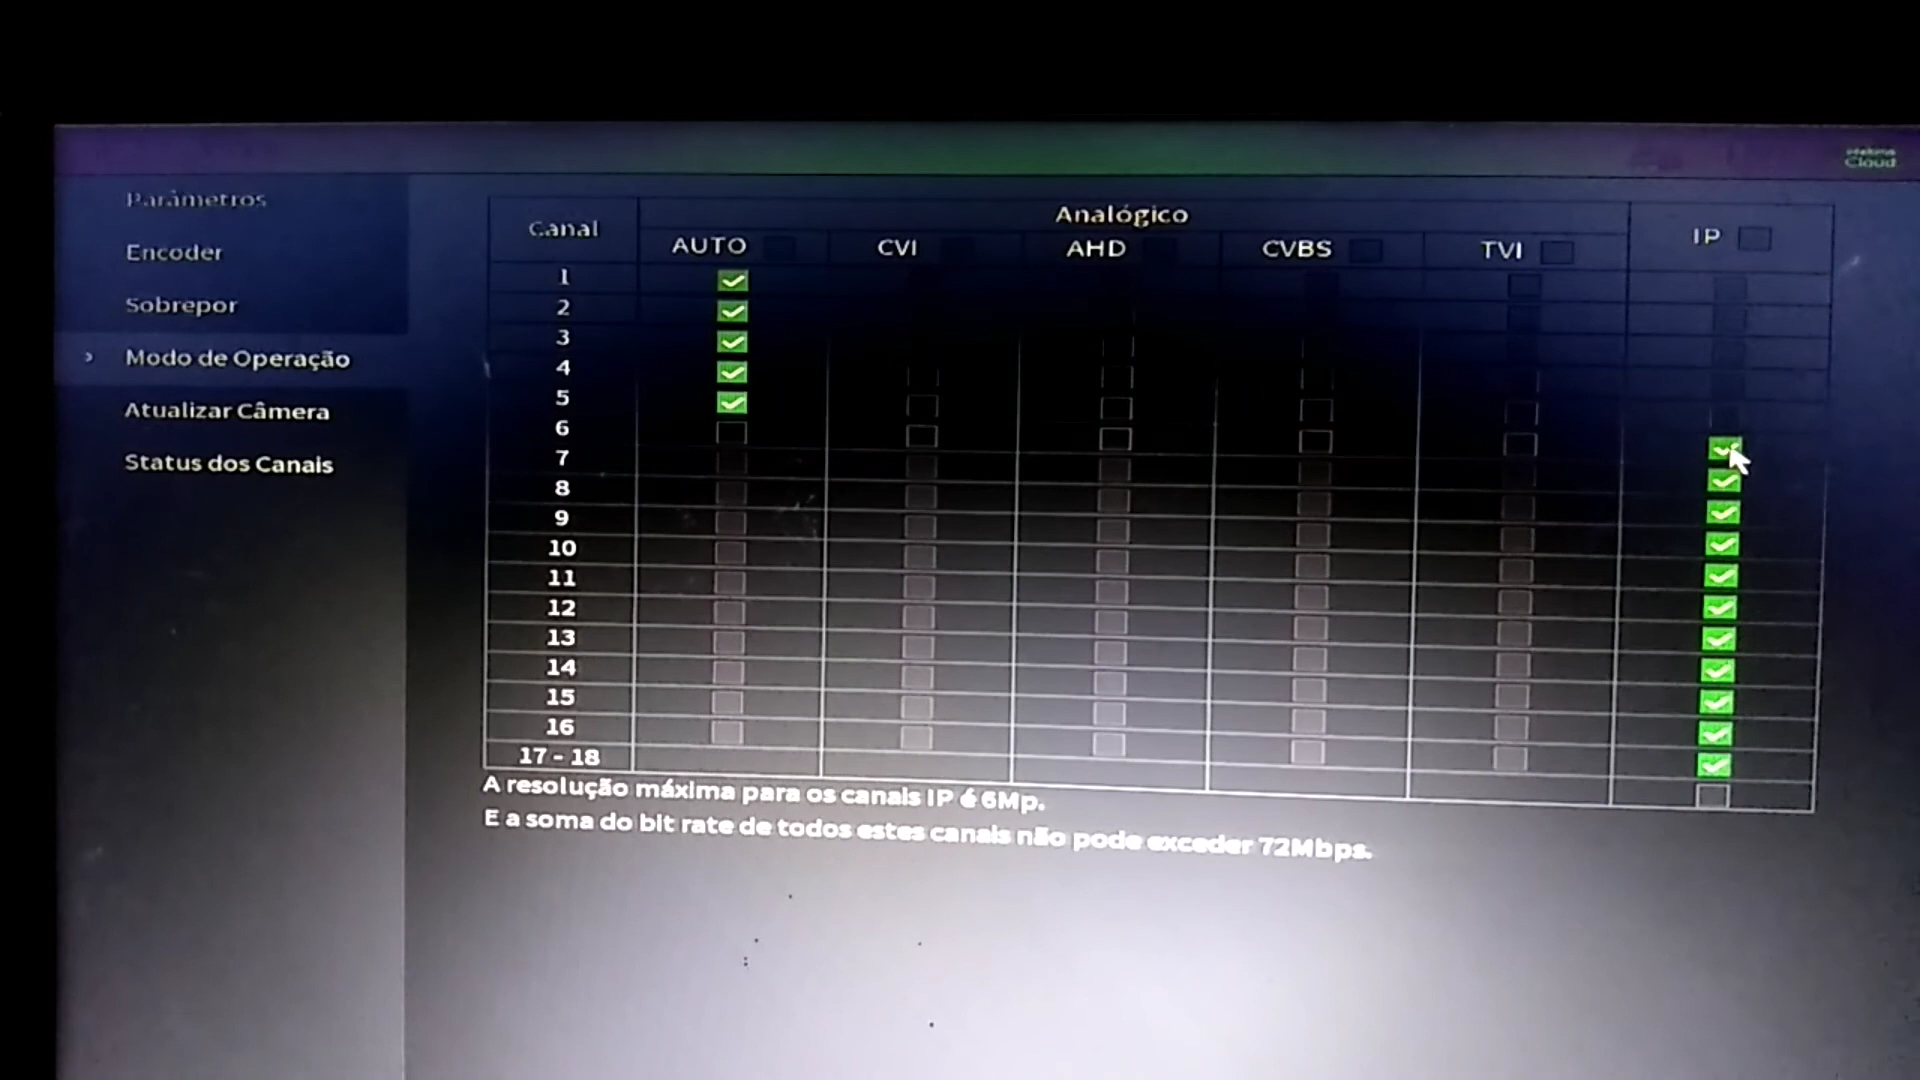 Cloud
Parâmetros
Encoder
Sobrepor
› Modo de Operação
Atualizar Câmera
Status dos Canais
Canal
Analógico
IP
AUTO CVI AHD CVBS TVI
1
2
3
4
5
6
7
8
9
10
11
12
13
14
15
16
17 - 18
A resolução máxima para os canais IP é 6Mp.
E a soma do bit rate de todos estes canais não pode exceder 72Mbps.